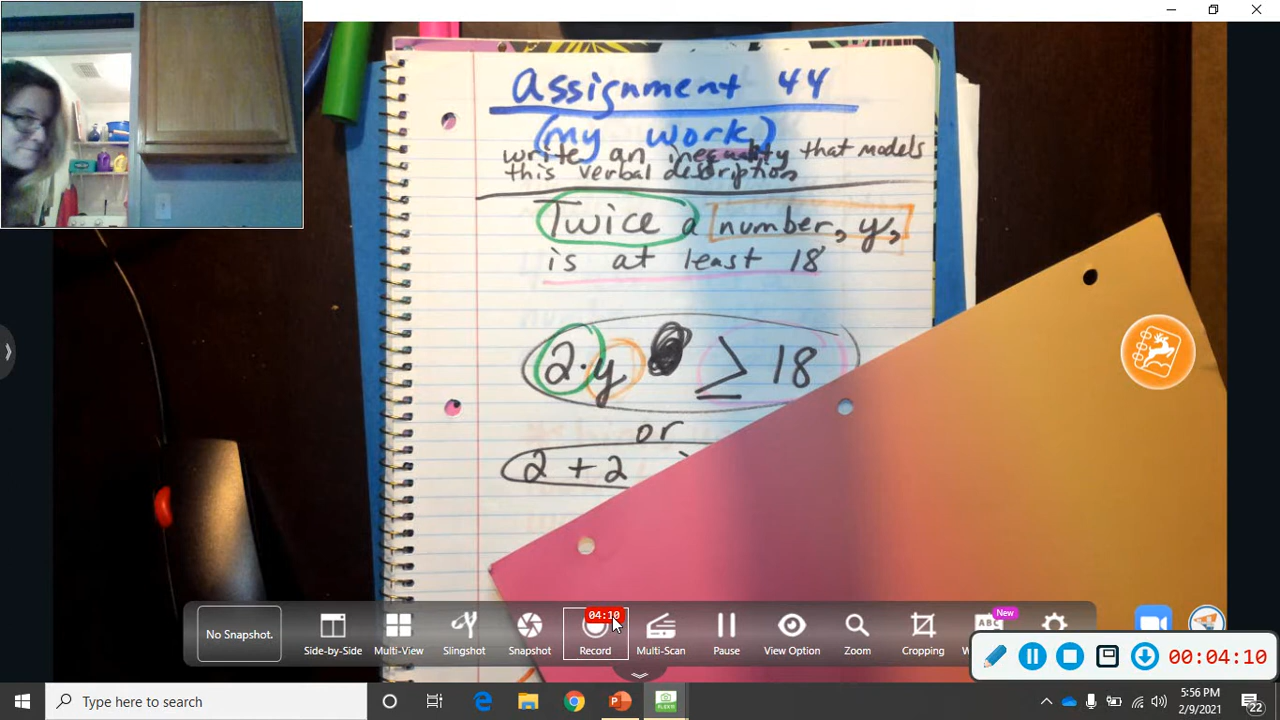 Assignment 44
(my work)
write an inequality that models
this verbal description
Twice a number, y,
is at least 18
2·y ≥ 18
or
2 + 2
No Snapshot.
Side-by-Side
Multi-View
Slingshot
Snapshot
04:10
Record
Multi-Scan
Pause
View Option
Zoom
Cropping
New
ABC
W
00:04:10
Type here to search
5:56 PM
2/9/2021
22